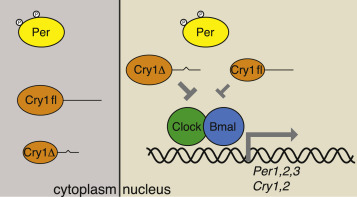 P P
Per
P P
Per
Cry1Δ
Cry1fl
Cry1fl
Clock
Bmal
Cry1Δ
Per1,2,3
Cry1,2
cytoplasm
nucleus